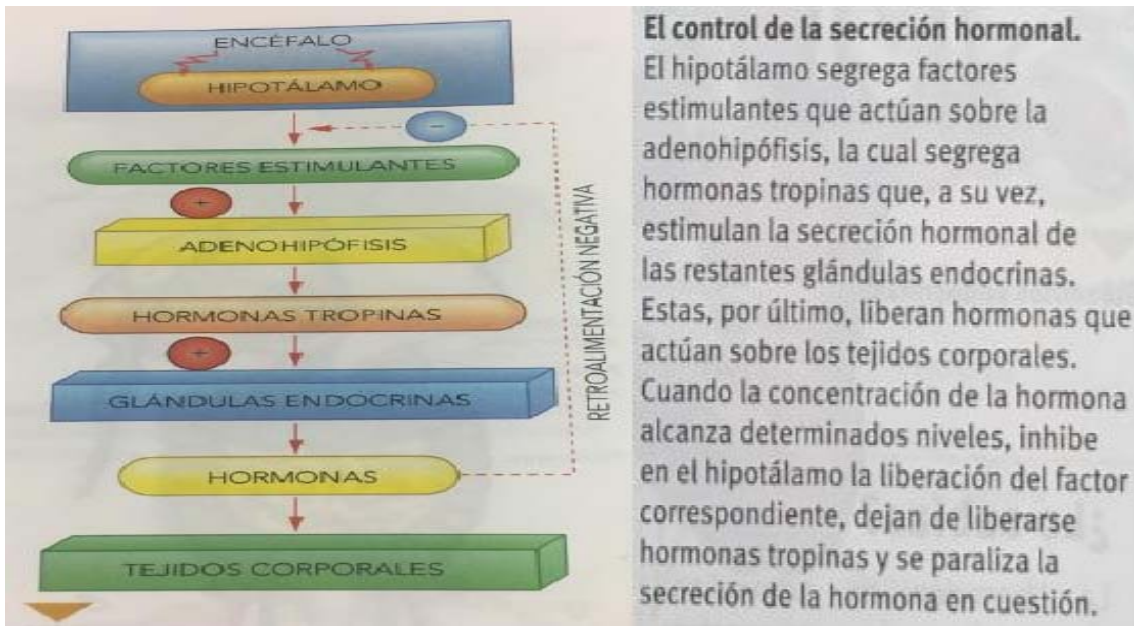 ENCÉFALO
HIPOTÁLAMO
−
FACTORES ESTIMULANTES
+
ADENOHIPÓFISIS
HORMONAS TROPINAS
+
GLÁNDULAS ENDOCRINAS
HORMONAS
TEJIDOS CORPORALES
RETROALIMENTACIÓN NEGATIVA
El control de la secreción hormonal.
El hipotálamo segrega factores
estimulantes que actúan sobre la
adenohipófisis, la cual segrega
hormonas tropinas que, a su vez,
estimulan la secreción hormonal de
las restantes glándulas endocrinas.
Estas, por último, liberan hormonas que
actúan sobre los tejidos corporales.
Cuando la concentración de la hormona
alcanza determinados niveles, inhibe
en el hipotálamo la liberación del factor
correspondiente, dejan de liberarse
hormonas tropinas y se paraliza la
secreción de la hormona en cuestión.